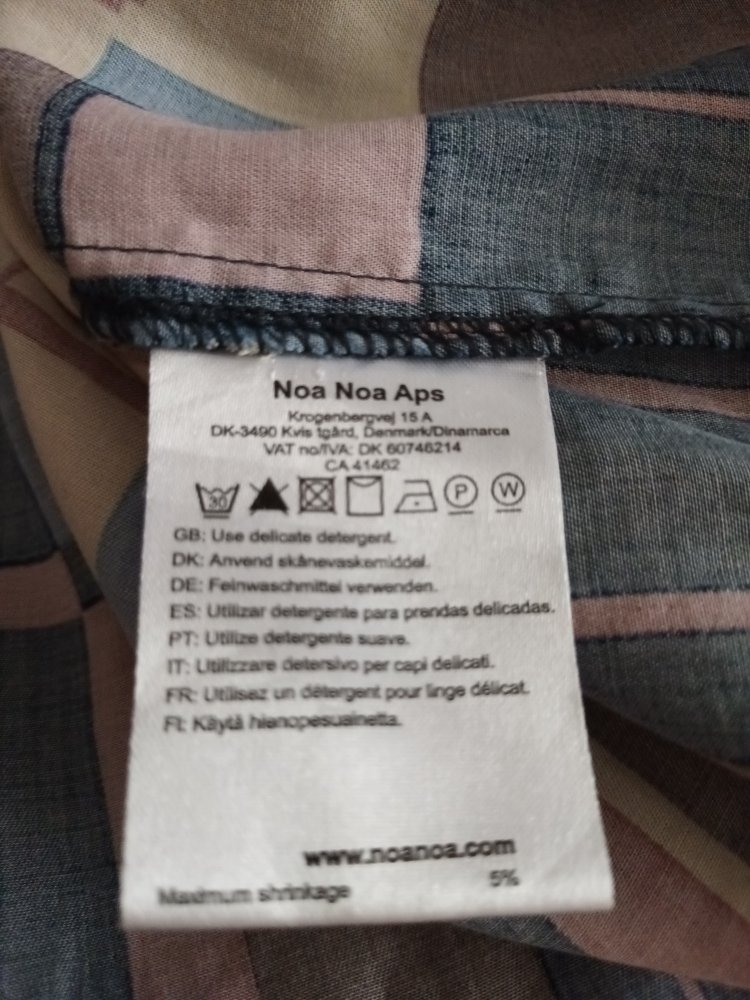 Noa Noa Aps
Krogenbergvej 15 A
DK-3490 Kvis tgård, Denmark/Dinamarca
VAT no/IVA: DK 60746214
CA 41462
30 P W
GB: Use delicate detergent.
DK: Anvend skånevaskemiddel.
DE: Feinwaschmittel verwenden.
ES: Utilizar detergente para prendas delicadas.
PT: Utilize detergente suave.
IT: Utilizzare detersivo per capi delicati.
FR: Utilisez un détergent pour linge délicat.
FI: Käytä hienopesuainetta.
www.noanoa.com
Maximum shrinkage 5%